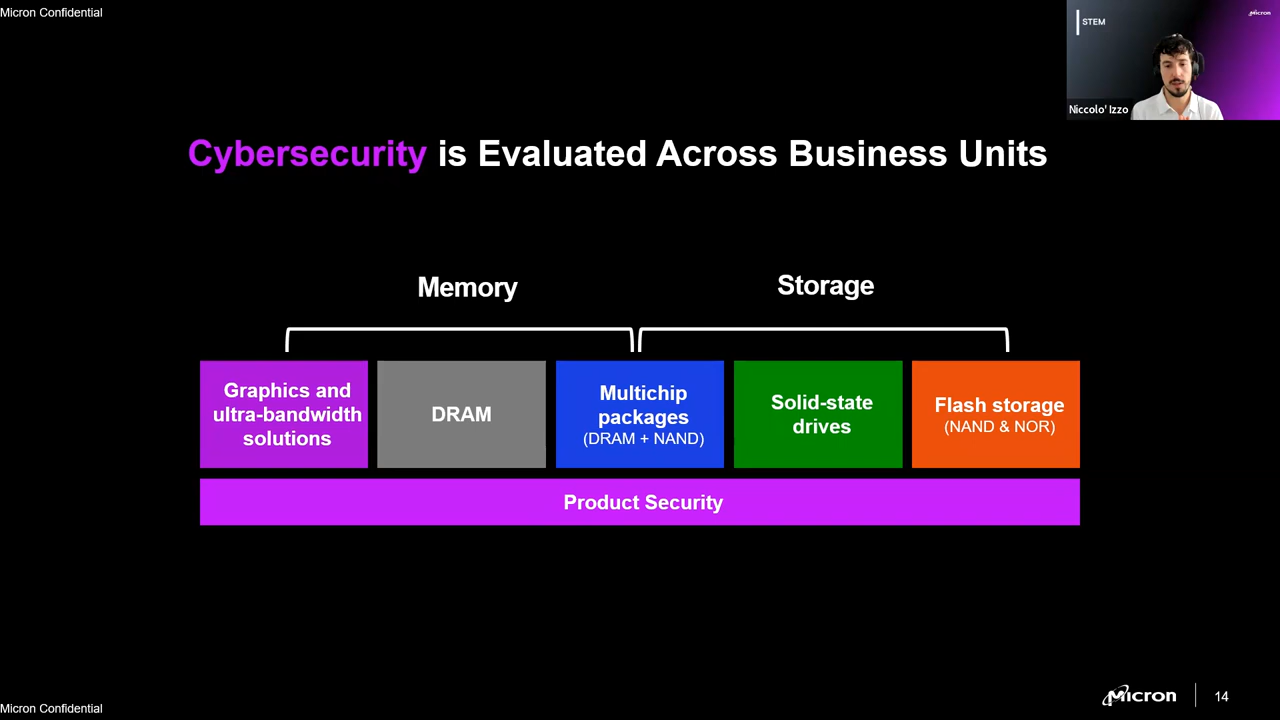 Micron Confidential
STEM
Micron
Niccolo' Izzo
Cybersecurity is Evaluated Across Business Units
Memory
Storage
Graphics and
ultra-bandwidth
solutions
DRAM
Multichip
packages
(DRAM + NAND)
Solid-state
drives
Flash storage
(NAND & NOR)
Product Security
Micron Confidential
Micron
14